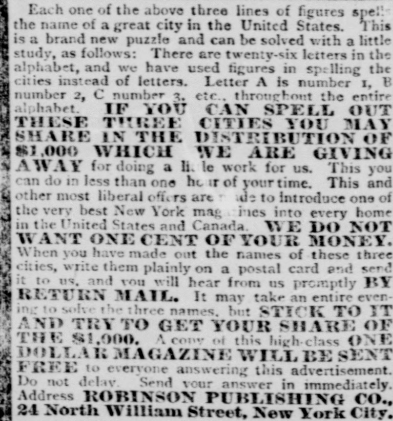 Each one of the above three lines of figures spells
the name of a great city in the United States. This
is a brand new puzzle and can be solved with a little
study, as follows: There are twenty-six letters in the
alphabet, and we have used figures in spelling the
cities instead of letters. Letter A is number 1, B
number 2, C number 3, etc., throughout the entire
alphabet. IF YOU CAN SPELL OUT
THESE THREE CITIES YOU MAY
SHARE IN THE DISTRIBUTION OF
$1,000 WHICH WE ARE GIVING
AWAY for doing a little work for us. This you
can do in less than one hour of your time. This and
other most liberal offers are made to introduce one of
the very best New York magazines into every home
in the United States and Canada. WE DO NOT
WANT ONE CENT OF YOUR MONEY.
When you have made out the names of these three
cities, write them plainly on a postal card and send
it to us, and you will hear from us promptly BY
RETURN MAIL. It may take an entire even-
ing to solve the three names, but STICK TO IT
AND TRY TO GET YOUR SHARE OF
THE $1,000. A copy of this high-class ONE
DOLLAR MAGAZINE WILL BE SENT
FREE to everyone answering this advertisement.
Do not delay. Send your answer in immediately.
Address ROBINSON PUBLISHING CO.,
24 North William Street, New York City.